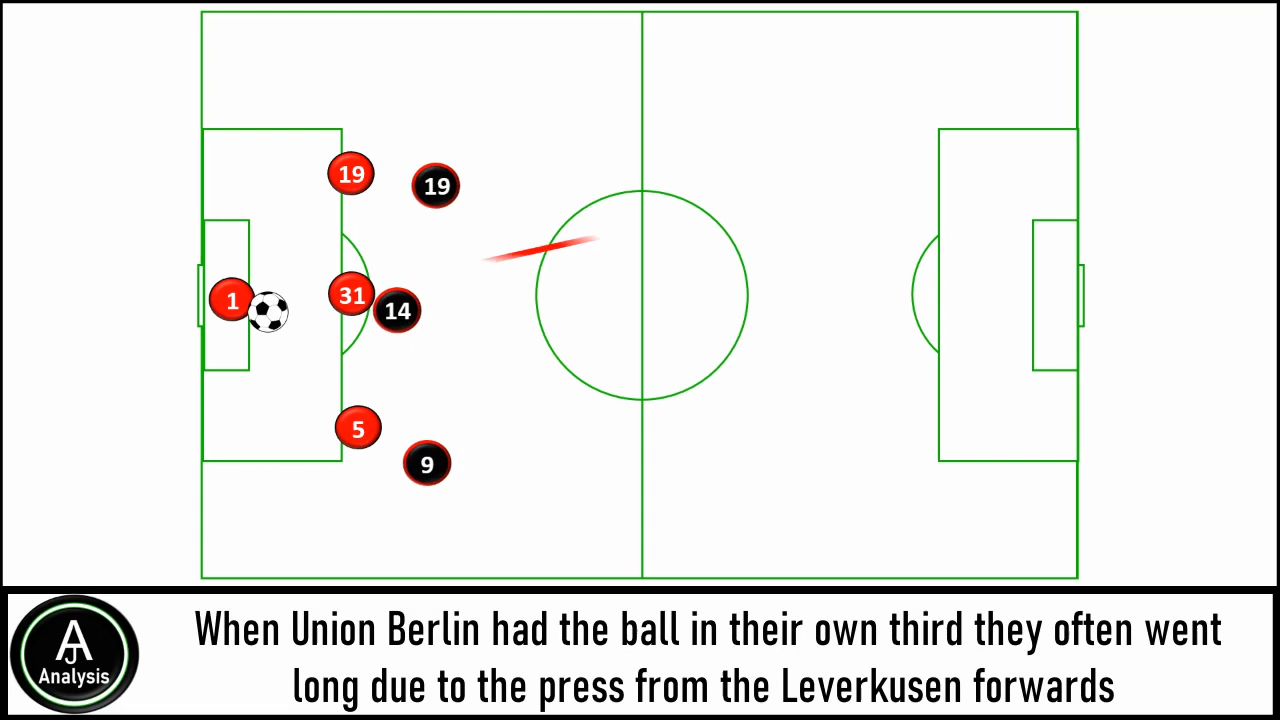 19
19
1
31
14
5
9
AJ
Analysis
When Union Berlin had the ball in their own third they often went
long due to the press from the Leverkusen forwards